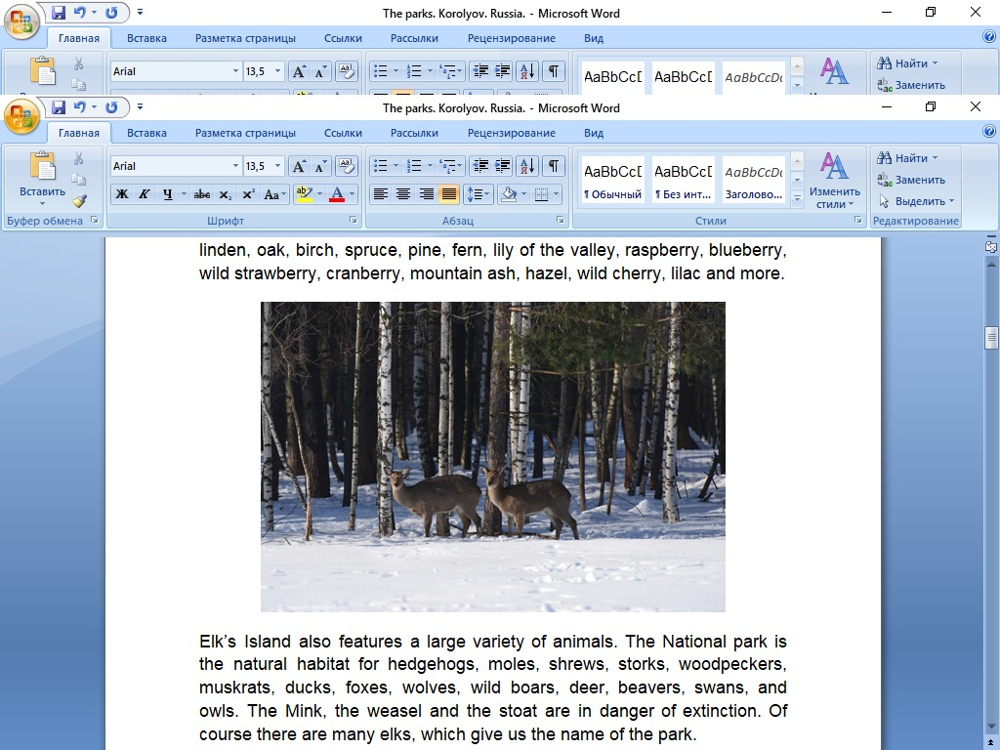 The parks. Korolyov. Russia. - Microsoft Word
Главная Вставка Разметка страницы Ссылки Рассылки Рецензирование Вид
Arial 13,5 AaBbCcD AaBbCcD AaBbCcDd Найти
Заменить
The parks. Korolyov. Russia. - Microsoft Word
Главная Вставка Разметка страницы Ссылки Рассылки Рецензирование Вид
Arial 13,5 AaBbCcD AaBbCcD AaBbCcDd Найти
Заменить
Вставить Ж К Ч abc x₂ x² Aa ab А ¶ Обычный ¶ Без инт... Заголово... Изменить стили Выделить
Буфер обмена Шрифт Абзац Стили Редактирование
linden, oak, birch, spruce, pine, fern, lily of the valley, raspberry, blueberry,
wild strawberry, cranberry, mountain ash, hazel, wild cherry, lilac and more.
Elk’s Island also features a large variety of animals. The National park is
the natural habitat for hedgehogs, moles, shrews, storks, woodpeckers,
muskrats, ducks, foxes, wolves, wild boars, deer, beavers, swans, and
owls. The Mink, the weasel and the stoat are in danger of extinction. Of
course there are many elks, which give us the name of the park.